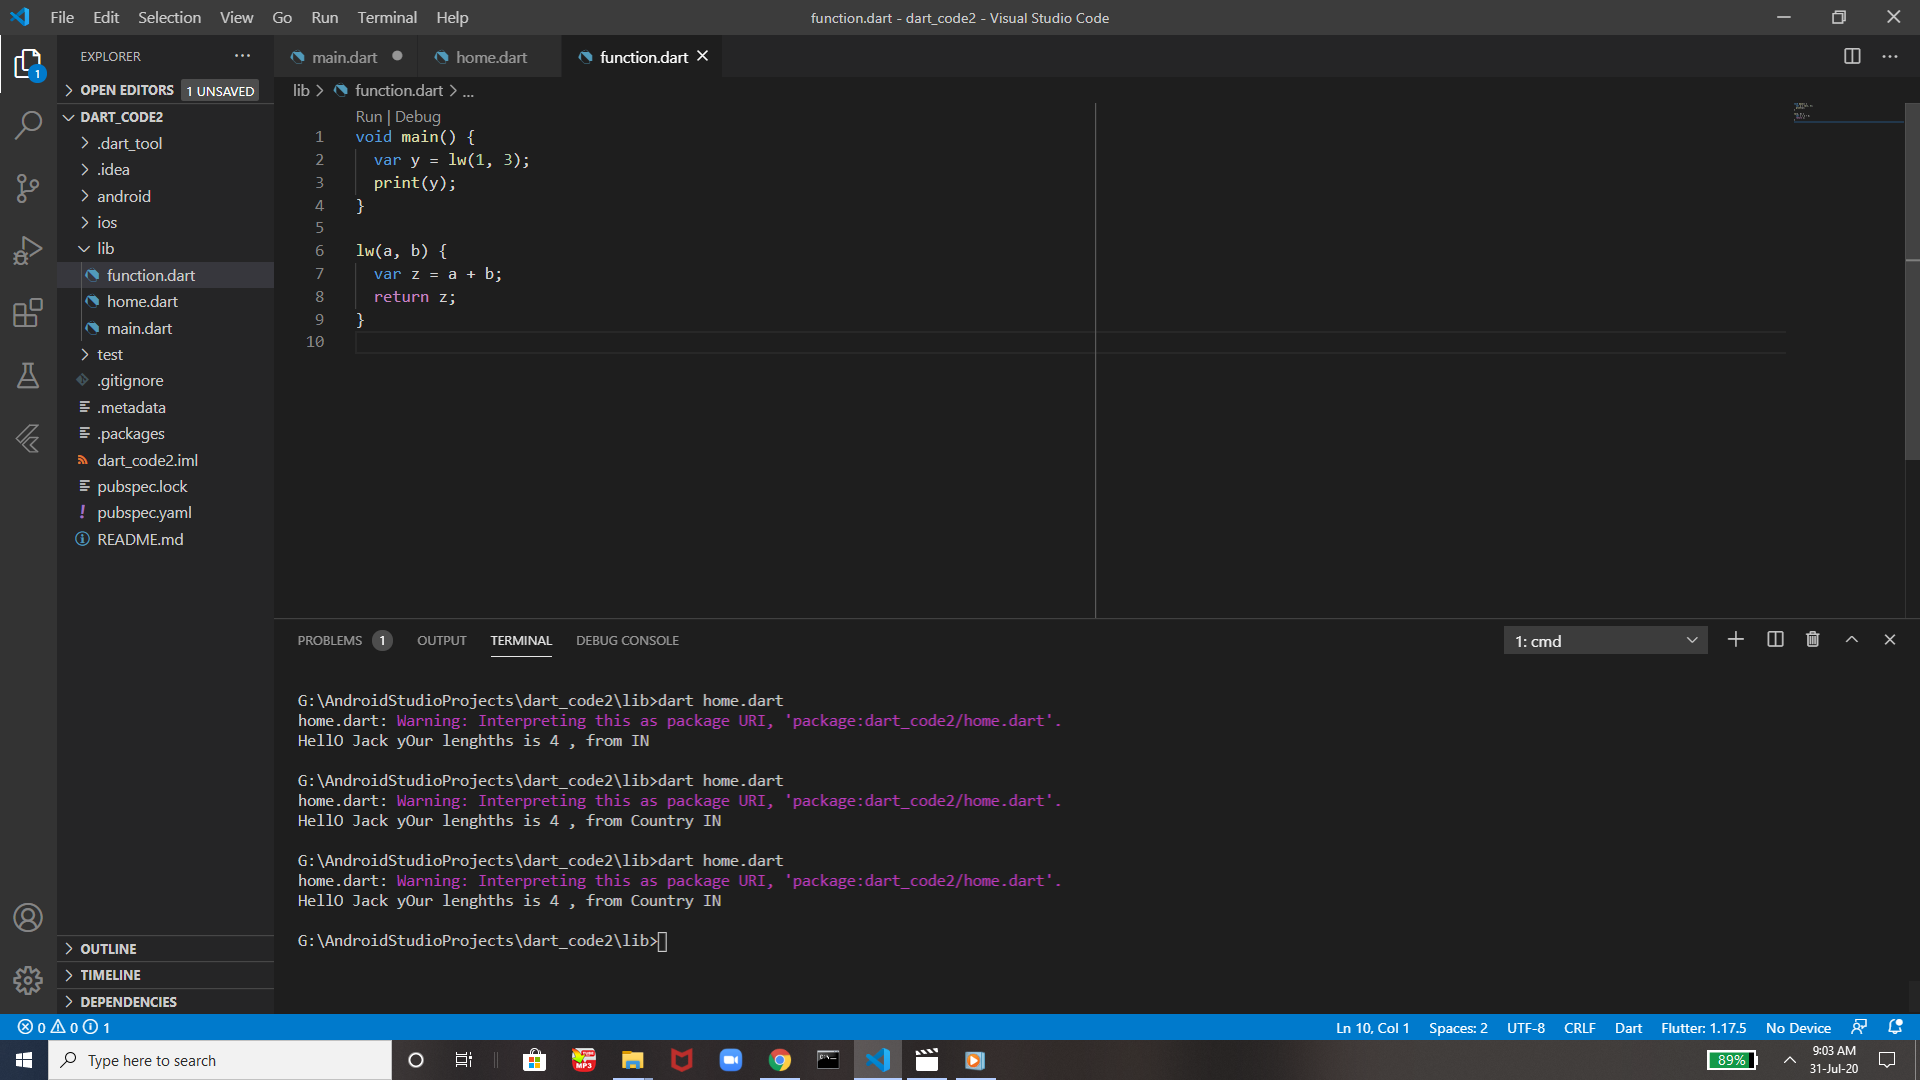 File Edit Selection View Go Run Terminal Help
function.dart - dart_code2 - Visual Studio Code
EXPLORER
main.dart home.dart function.dart
1
OPEN EDITORS 1 UNSAVED
DART_CODE2
.dart_tool
.idea
android
ios
lib
function.dart
home.dart
main.dart
test
.gitignore
.metadata
.packages
dart_code2.iml
pubspec.lock
pubspec.yaml
README.md
OUTLINE
TIMELINE
DEPENDENCIES
lib > function.dart > ...
Run | Debug
1 void main() {
2 var y = lw(1, 3);
3 print(y);
4 }
5
6 lw(a, b) {
7 var z = a + b;
8 return z;
9 }
10
PROBLEMS 1 OUTPUT TERMINAL DEBUG CONSOLE
1: cmd
G:\AndroidStudioProjects\dart_code2\lib>dart home.dart
home.dart: Warning: Interpreting this as package URI, 'package:dart_code2/home.dart'.
HellO Jack yOur lenghths is 4 , from IN
G:\AndroidStudioProjects\dart_code2\lib>dart home.dart
home.dart: Warning: Interpreting this as package URI, 'package:dart_code2/home.dart'.
HellO Jack yOur lenghths is 4 , from Country IN
G:\AndroidStudioProjects\dart_code2\lib>dart home.dart
home.dart: Warning: Interpreting this as package URI, 'package:dart_code2/home.dart'.
HellO Jack yOur lenghths is 4 , from Country IN
G:\AndroidStudioProjects\dart_code2\lib>
0 0 1
Ln 10, Col 1 Spaces: 2 UTF-8 CRLF Dart Flutter: 1.17.5 No Device
Type here to search
MP3
89%
9:03 AM
31-Jul-20